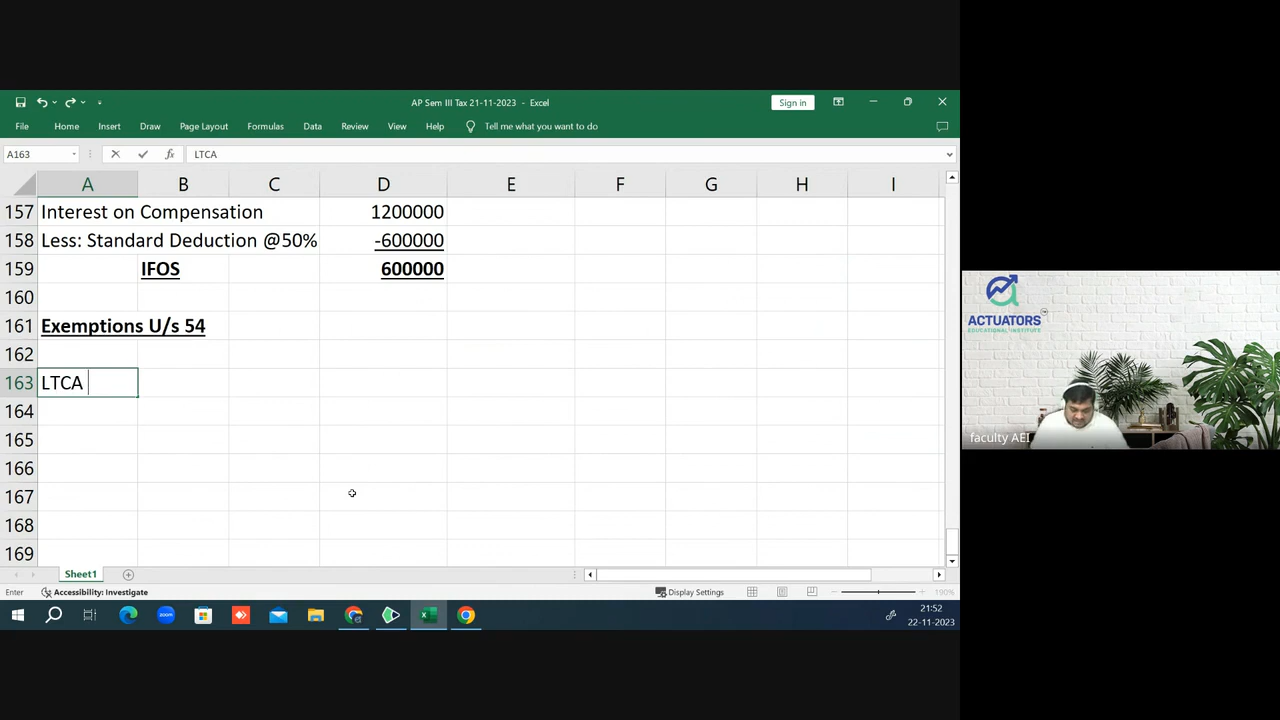 AP Sem III Tax 21-11-2023 - Excel
Sign in
File Home Insert Draw Page Layout Formulas Data Review View Help Tell me what you want to do
A163 fx LTCA
A B C D E F G H I
157 Interest on Compensation 1200000
158 Less: Standard Deduction @50% -600000
159 IFOS 600000
160
161 Exemptions U/s 54
162
163 LTCA
164
165
166
167
168
169
Sheet1
Enter Accessibility: Investigate Display Settings 190%
zoom
21:52
22-11-2023
ACTUATORS
EDUCATIONAL INSTITUTE
faculty AEI